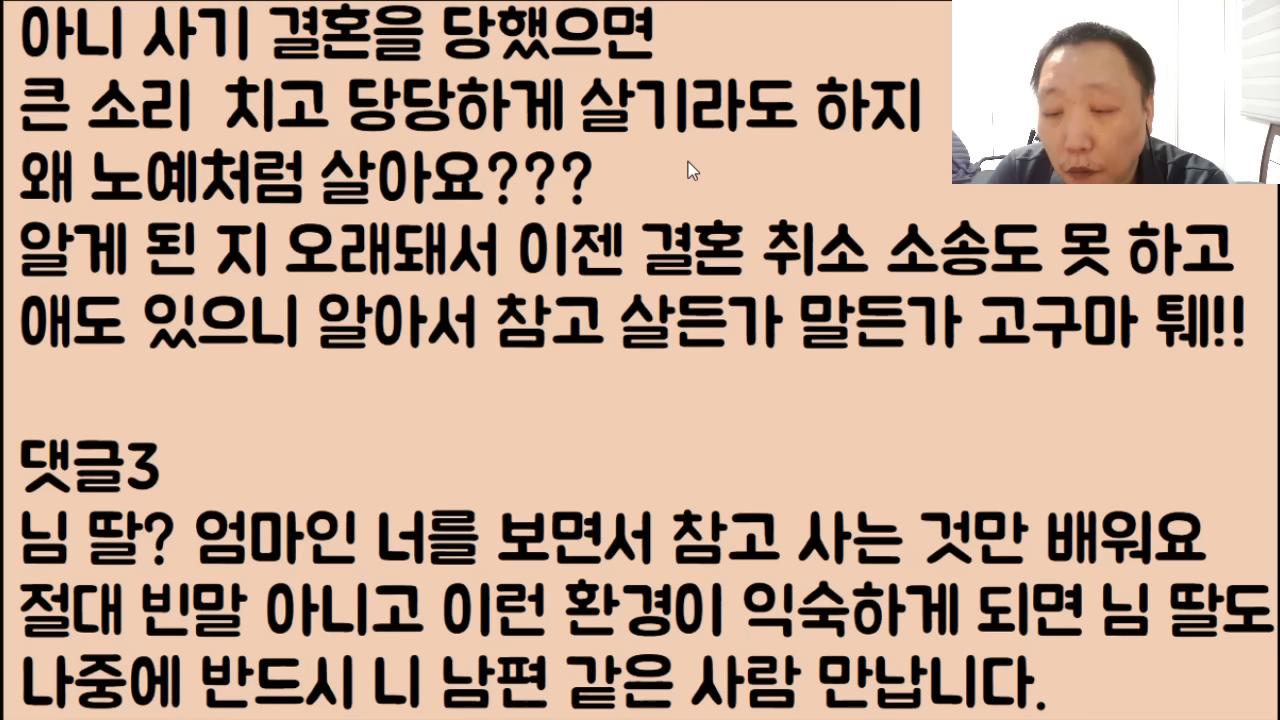 아니 사기 결혼을 당했으면
큰 소리 치고 당당하게 살기라도 하지
왜 노예처럼 살아요???
알게 된 지 오래돼서 이젠 결혼 취소 소송도 못 하고
애도 있으니 알아서 참고 살든가 말든가 고구마 퉤!!
댓글3
님 딸? 엄마인 너를 보면서 참고 사는 것만 배워요
절대 빈말 아니고 이런 환경이 익숙하게 되면 님 딸도
나중에 반드시 니 남편 같은 사람 만납니다.